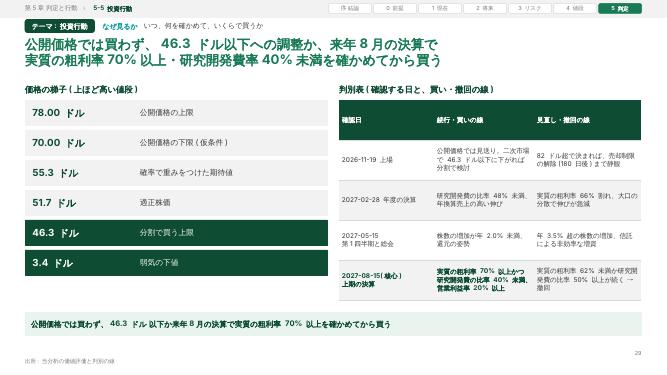 第 5 章 判定と行動 › 5-5 投資行動
序 結論
0 前提
1 現在
2 将来
3 リスク
4 値段
5 判定
テーマ：投資行動 なぜ見るか いつ、何を確かめて、いくらで買うか
公開価格では買わず、 46.3 ドル以下への調整か、来年 8 月の決算で
実質の粗利率 70% 以上・研究開発費率 40% 未満を確かめてから買う
価格の梯子 ( 上ほど高い値段 )
78.00 ドル 公開価格の上限
70.00 ドル 公開価格の下限 ( 仮条件 )
55.3 ドル 確率で重みをつけた期待値
51.7 ドル 適正株価
46.3 ドル 分割で買う上限
3.4 ドル 弱気の下値
判別表 ( 確認する日と、買い・撤回の線 )
確認日 続行・買いの線 見直し・撤回の線
2026-11-19 上場
公開価格では見送り。二次市場
で 46.3 ドル以下に下がれば
分割で検討
82 ドル超で決まれば、売却制限
の解除 (180 日後 ) まで静観
2027-02-28 年度の決算
研究開発費の比率 48% 未満、
年換算売上の高い伸び
実質の粗利率 66% 割れ、大口の
分散で伸びが急減
2027-05-15
第 1 四半期と総会
株数の増加が年 2.0% 未満、
還元の姿勢
年 3.5% 超の株数の増加、信託
による非効率な増資
2027-08-15( 核心 )
上期の決算
実質の粗利率 70% 以上かつ
研究開発費の比率 40% 未満、
営業利益率 20% 以上
実質の粗利率 62% 未満か研究開
発費の比率 50% 以上が続く →
撤回
公開価格では買わず、 46.3 ドル 以下か来年 8 月の決算で実質の粗利率 70% 以上を確かめてから買う
出所：当分析の価値評価と判別の線
29